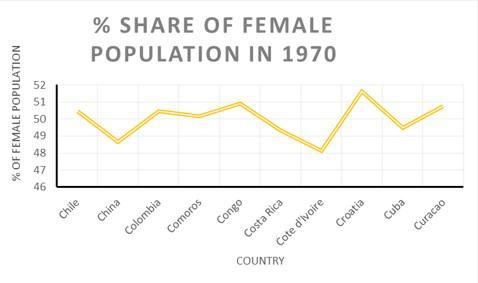 % SHARE OF FEMALE
POPULATION IN 1970
% OF FEMALE POPULATION
52
51
50
49
48
47
46
Chile
China
Colombia
Comoros
Congo
Costa Rica
Cote d'Ivoire
Croatia
Cuba
Curacao
COUNTRY